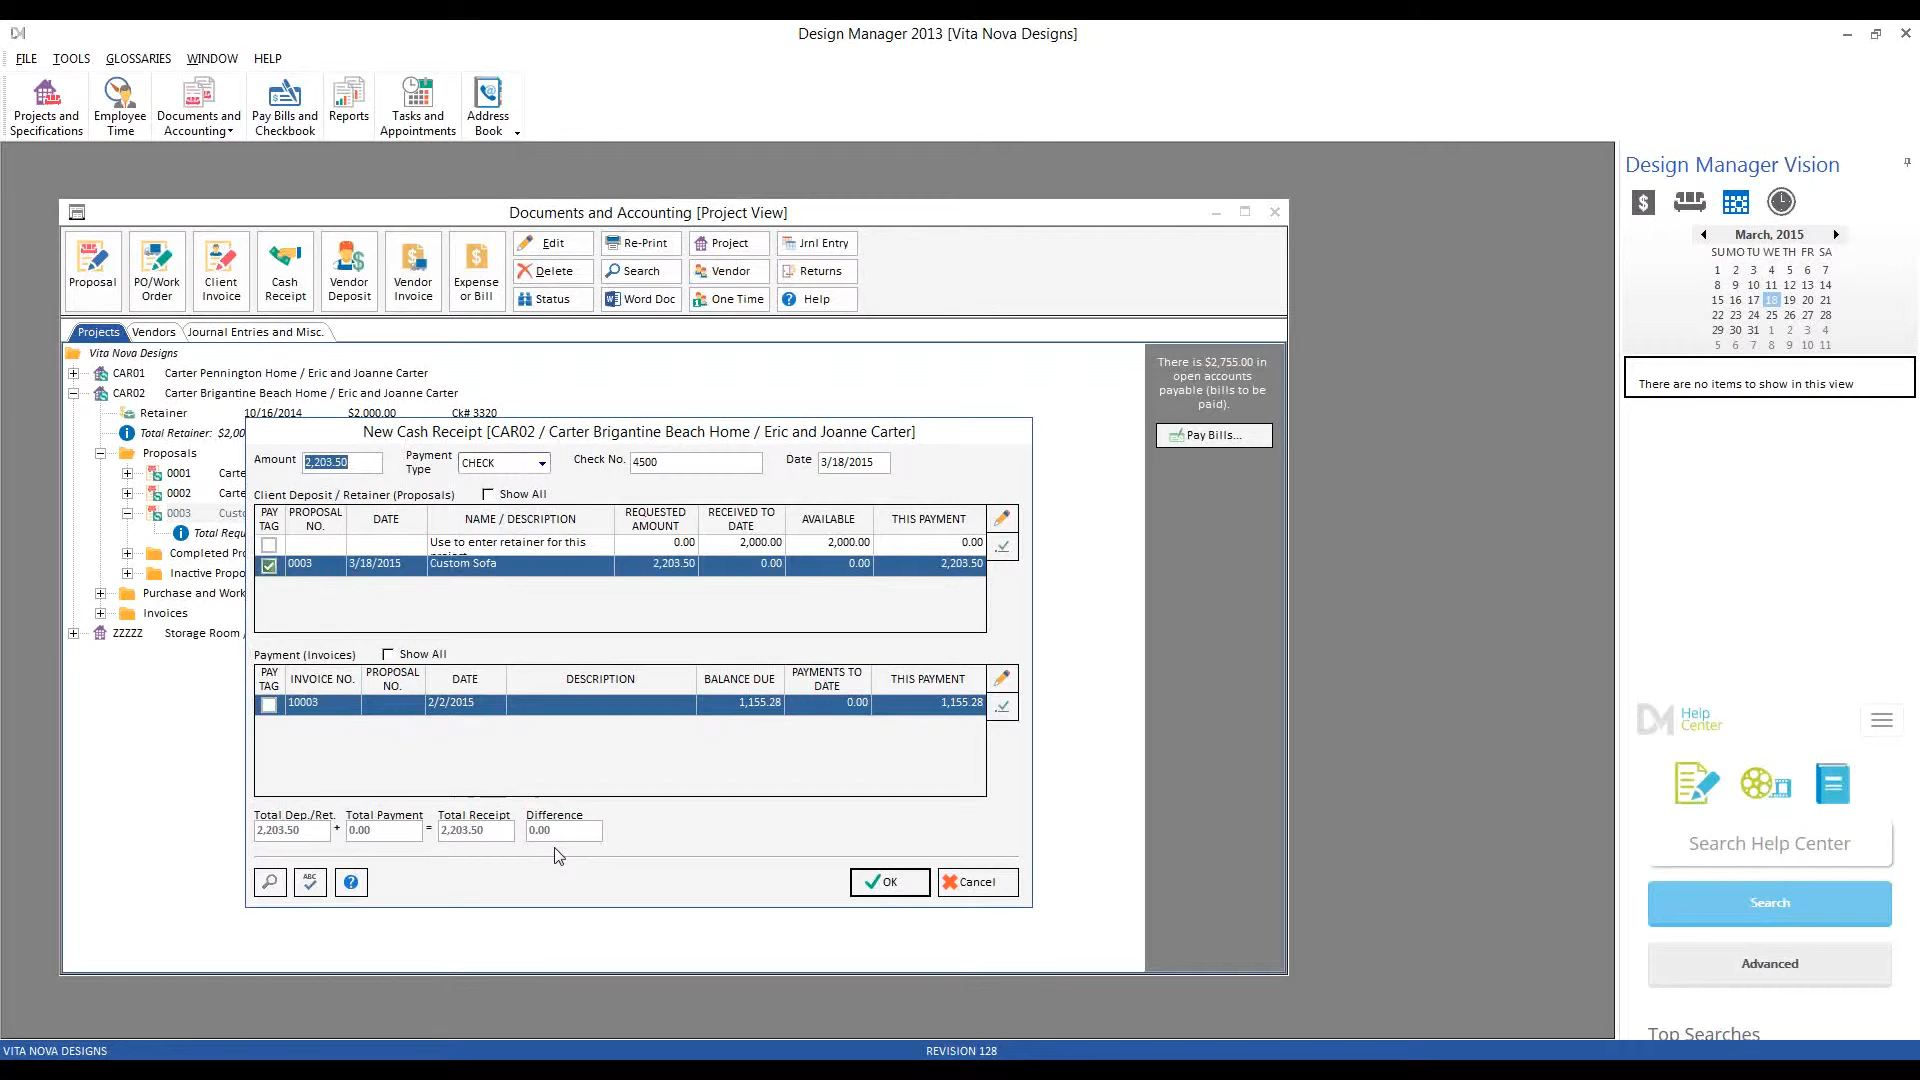 Design Manager 2013 [Vita Nova Designs]
FILE TOOLS GLOSSARIES WINDOW HELP
Projects and Specifications
Employee Time
Documents and Accounting
Pay Bills and Checkbook
Reports
Tasks and Appointments
Address Book
Documents and Accounting [Project View]
Proposal
PO/Work Order
Client Invoice
Cash Receipt
Vendor Deposit
Vendor Invoice
Expense or Bill
Edit Re-Print Project Jrnl Entry
Delete Search Vendor Returns
Status Word Doc One Time Help
Projects Vendors Journal Entries and Misc.
Vita Nova Designs
CAR01 Carter Pennington Home / Eric and Joanne Carter
CAR02 Carter Brigantine Beach Home / Eric and Joanne Carter
Retainer 10/16/2014 $2,000.00 Ck# 3320
Total Retainer: $2,00
Proposals
0001 Carte
0002 Carte
0003 Custo
Total Requ
Completed Pro
Inactive Propo
Purchase and Work
Invoices
ZZZZZ Storage Room /
There is $2,755.00 in
open accounts
payable (bills to be
paid).
Pay Bills...
New Cash Receipt [CAR02 / Carter Brigantine Beach Home / Eric and Joanne Carter]
Amount 2,203.50 Payment Type CHECK Check No. 4500 Date 3/18/2015
Client Deposit / Retainer (Proposals) Show All
PAY TAG PROPOSAL NO. DATE NAME / DESCRIPTION REQUESTED AMOUNT RECEIVED TO DATE AVAILABLE THIS PAYMENT
Use to enter retainer for this 0.00 2,000.00 2,000.00 0.00
0003 3/18/2015 Custom Sofa 2,203.50 0.00 0.00 2,203.50
Payment (Invoices) Show All
PAY TAG INVOICE NO. PROPOSAL NO. DATE DESCRIPTION BALANCE DUE PAYMENTS TO DATE THIS PAYMENT
10003 2/2/2015 1,155.28 0.00 1,155.28
Total Dep./Ret. Total Payment Total Receipt Difference
2,203.50 + 0.00 = 2,203.50 0.00
ABC
OK Cancel
Design Manager Vision
March, 2015
SU MO TU WE TH FR SA
1 2 3 4 5 6 7
8 9 10 11 12 13 14
15 16 17 18 19 20 21
22 23 24 25 26 27 28
29 30 31 1 2 3 4
5 6 7 8 9 10 11
There are no items to show in this view
DM Help Center
Search Help Center
Search
Advanced
Top Searches
VITA NOVA DESIGNS REVISION 128